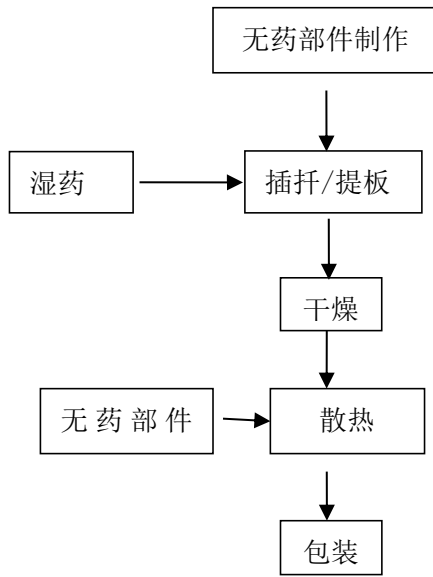 无药部件制作
湿药
插扦/提板
干燥
无药部件
散热
包装